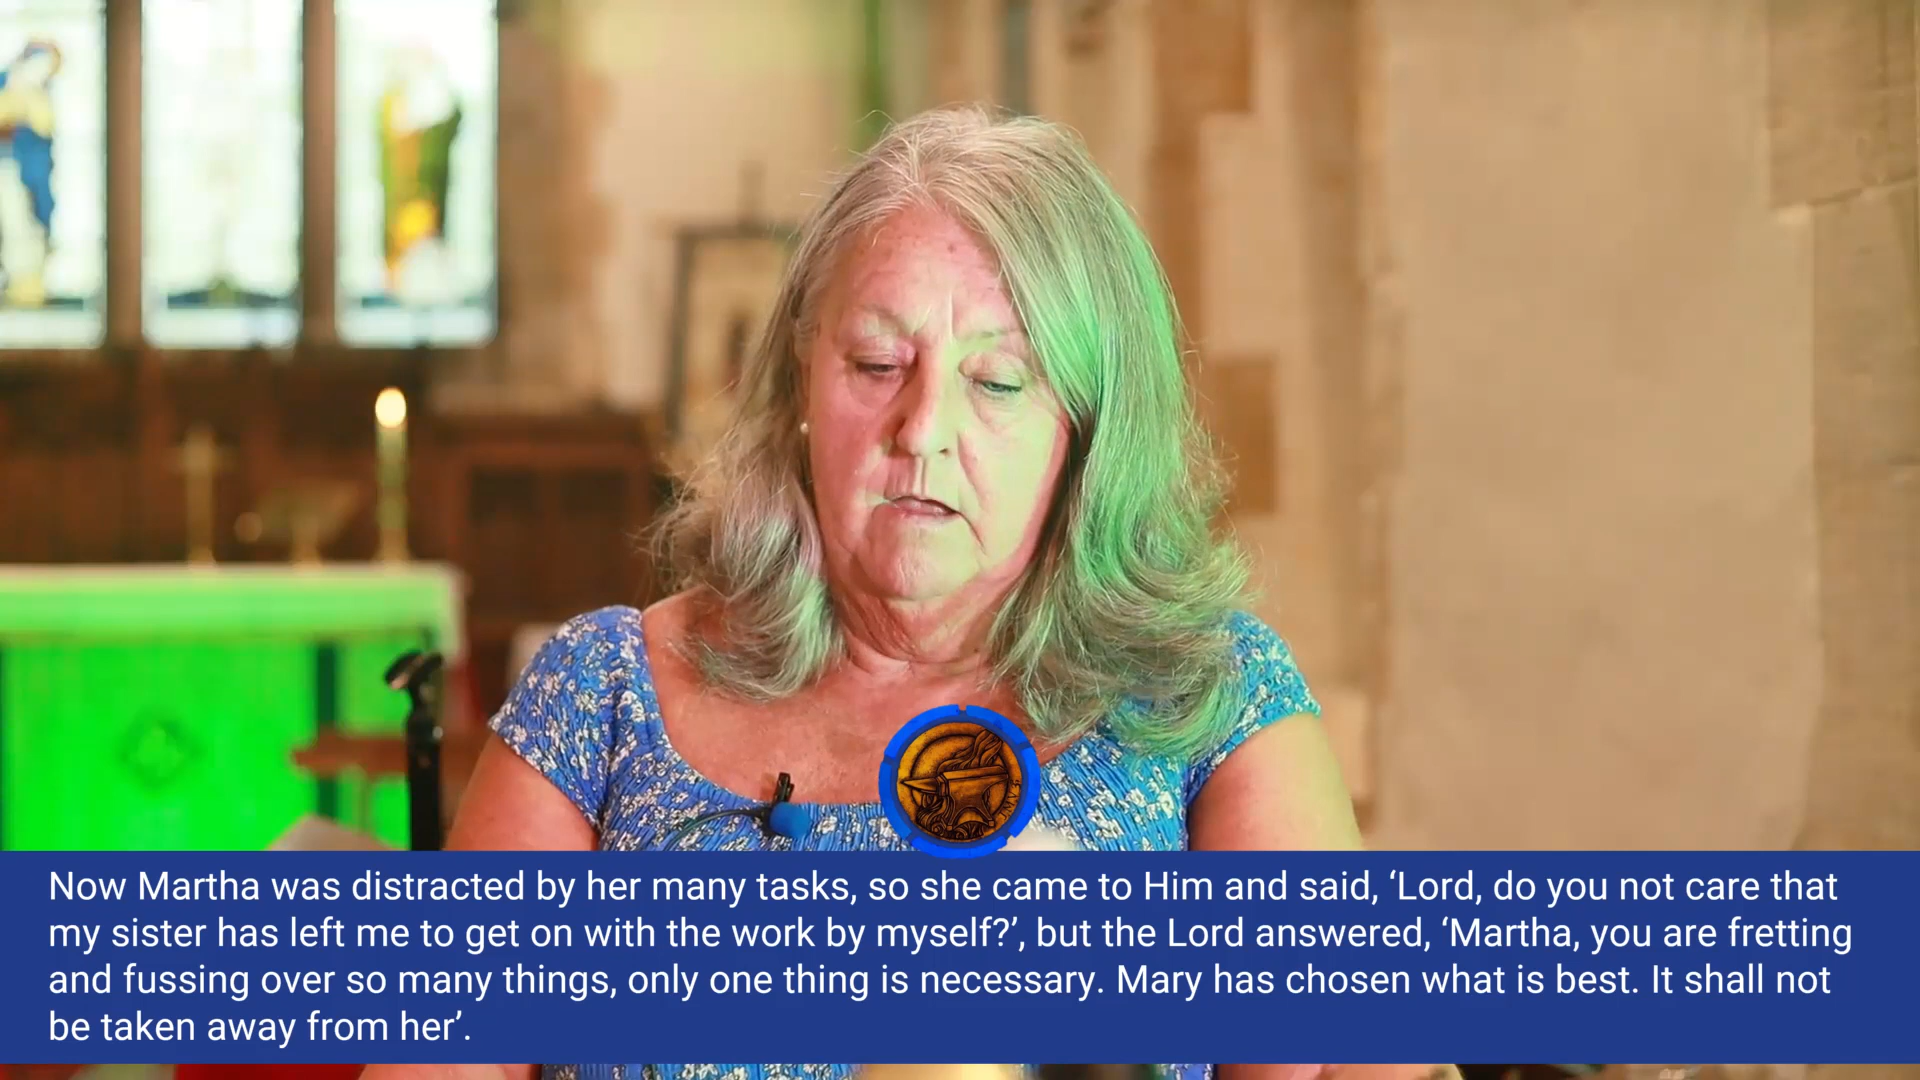 Now Martha was distracted by her many tasks, so she came to Him and said, ‘Lord, do you not care that
my sister has left me to get on with the work by myself?’, but the Lord answered, ‘Martha, you are fretting
and fussing over so many things, only one thing is necessary. Mary has chosen what is best. It shall not
be taken away from her’.